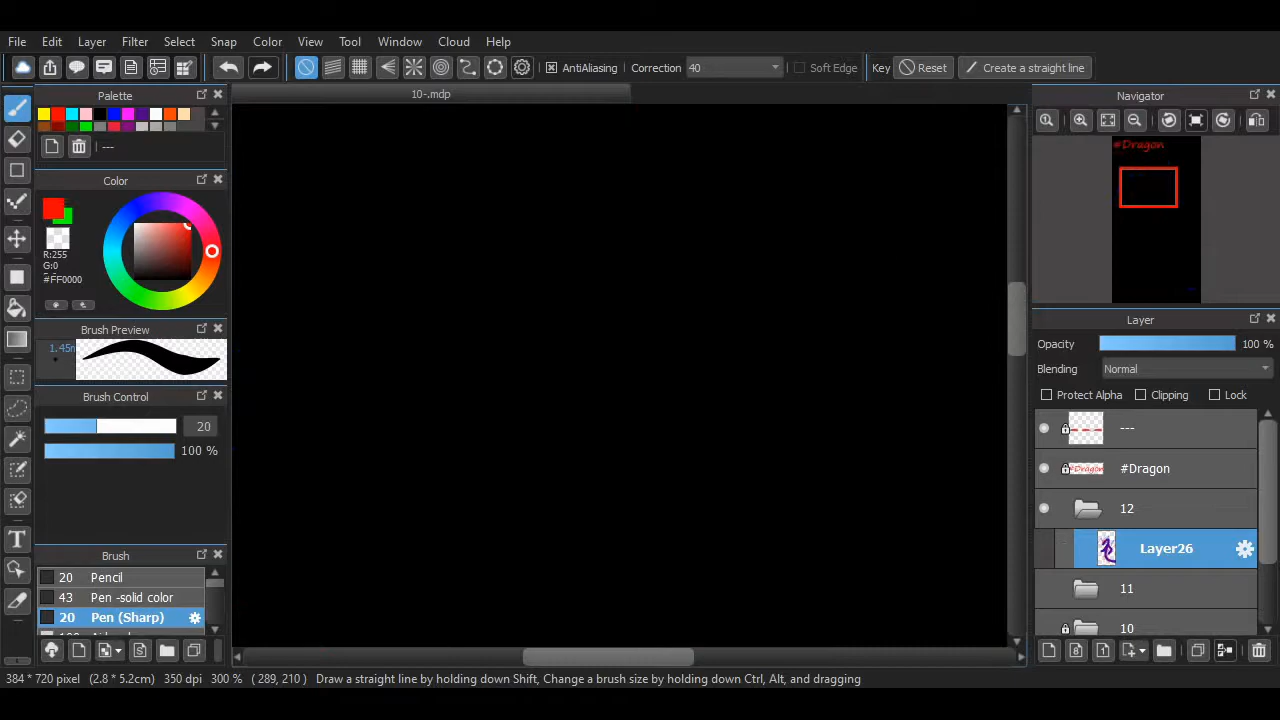 File Edit Layer Filter Select Snap Color View Tool Window Cloud Help
AntiAliasing Correction 40 Soft Edge Key Reset Create a straight line
Palette
10-.mdp
Navigator
---
#Dragon
Color
R:255
G:0
#FF0000
Brush Preview
1.45m
Brush Control
20
100 %
Layer
Opacity 100 %
Blending Normal
Protect Alpha Clipping Lock
---
#Dragon #Dragon
12
Layer26
11
10
Brush
20 Pencil
43 Pen -solid color
20 Pen (Sharp)
384 * 720 pixel (2.8 * 5.2cm) 350 dpi 300 % ( 289, 210 ) Draw a straight line by holding down Shift, Change a brush size by holding down Ctrl, Alt, and dragging